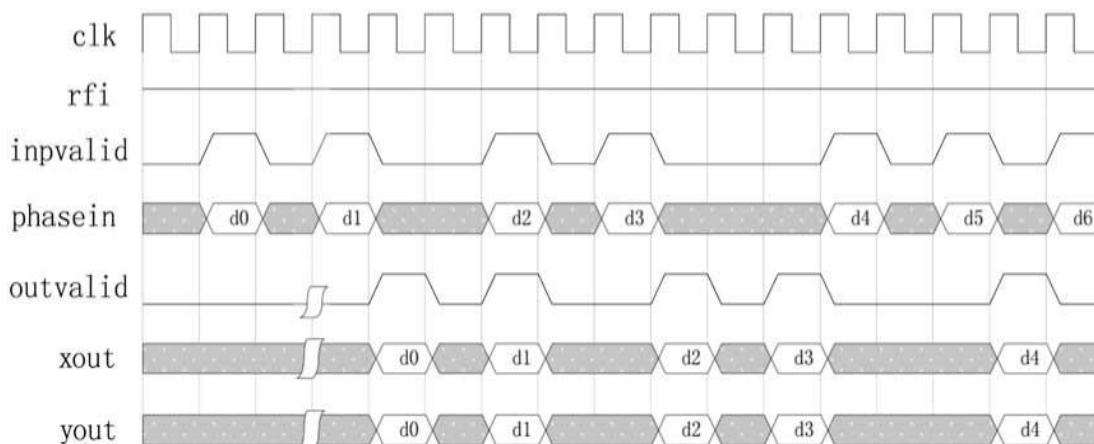 clk
rfi
inpvalid
phasein d0 d1 d2 d3 d4 d5 d6
outvalid
xout d0 d1 d2 d3 d4
yout d0 d1 d2 d3 d4